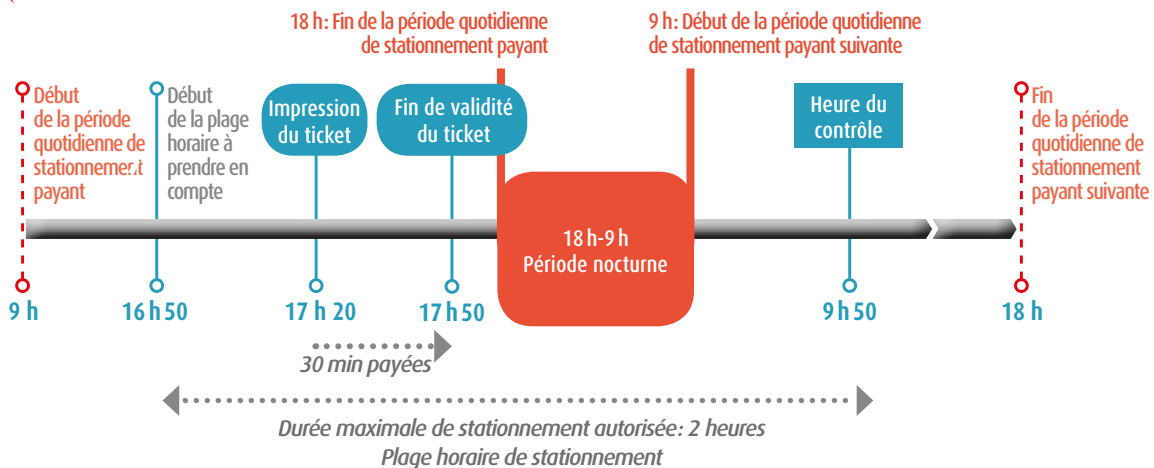 18 h : Fin de la période quotidienne
de stationnement payant
9 h : Début de la période quotidienne
de stationnement payant suivante
Début
de la période
quotidienne de
stationnement
payant
Début
de la plage
horaire à
prendre en
compte
Impression
du ticket
Fin de validité
du ticket
Heure du
contrôle
Fin
de la période
quotidienne de
stationnement
payant suivante
18 h-9 h
Période nocturne
9 h
16 h 50
17 h 20
17 h 50
9 h 50
18 h
30 min payées
Durée maximale de stationnement autorisée : 2 heures
Plage horaire de stationnement